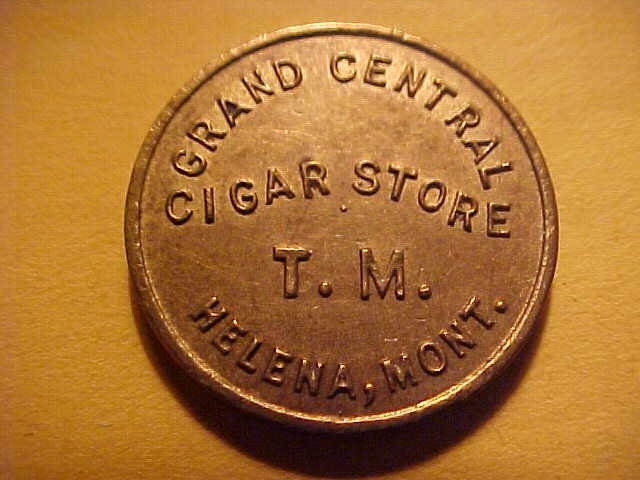 GRAND CENTRAL
CIGAR STORE
T. M.
HELENA, MONT.